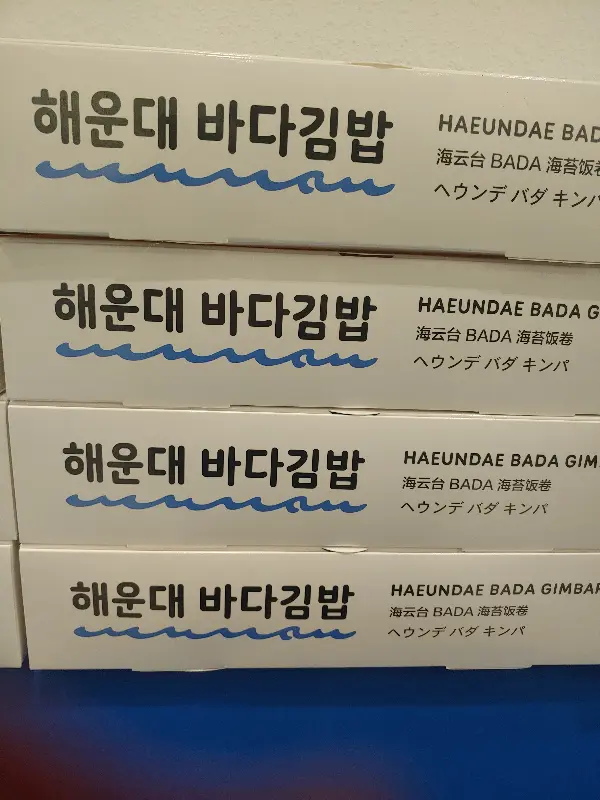 해운대 바다김밥
HAEUNDAE BAD
海云台 BADA 海苔饭卷
ヘウンデ バダ キンパ
해운대 바다김밥
HAEUNDAE BADA G
海云台 BADA 海苔饭卷
ヘウンデ バダ キンパ
해운대 바다김밥
HAEUNDAE BADA GIM
海云台 BADA 海苔饭卷
ヘウンデ バダ キンパ
해운대 바다김밥
HAEUNDAE BADA GIMBAP
海云台 BADA 海苔饭卷
ヘウンデ バダ キンパ